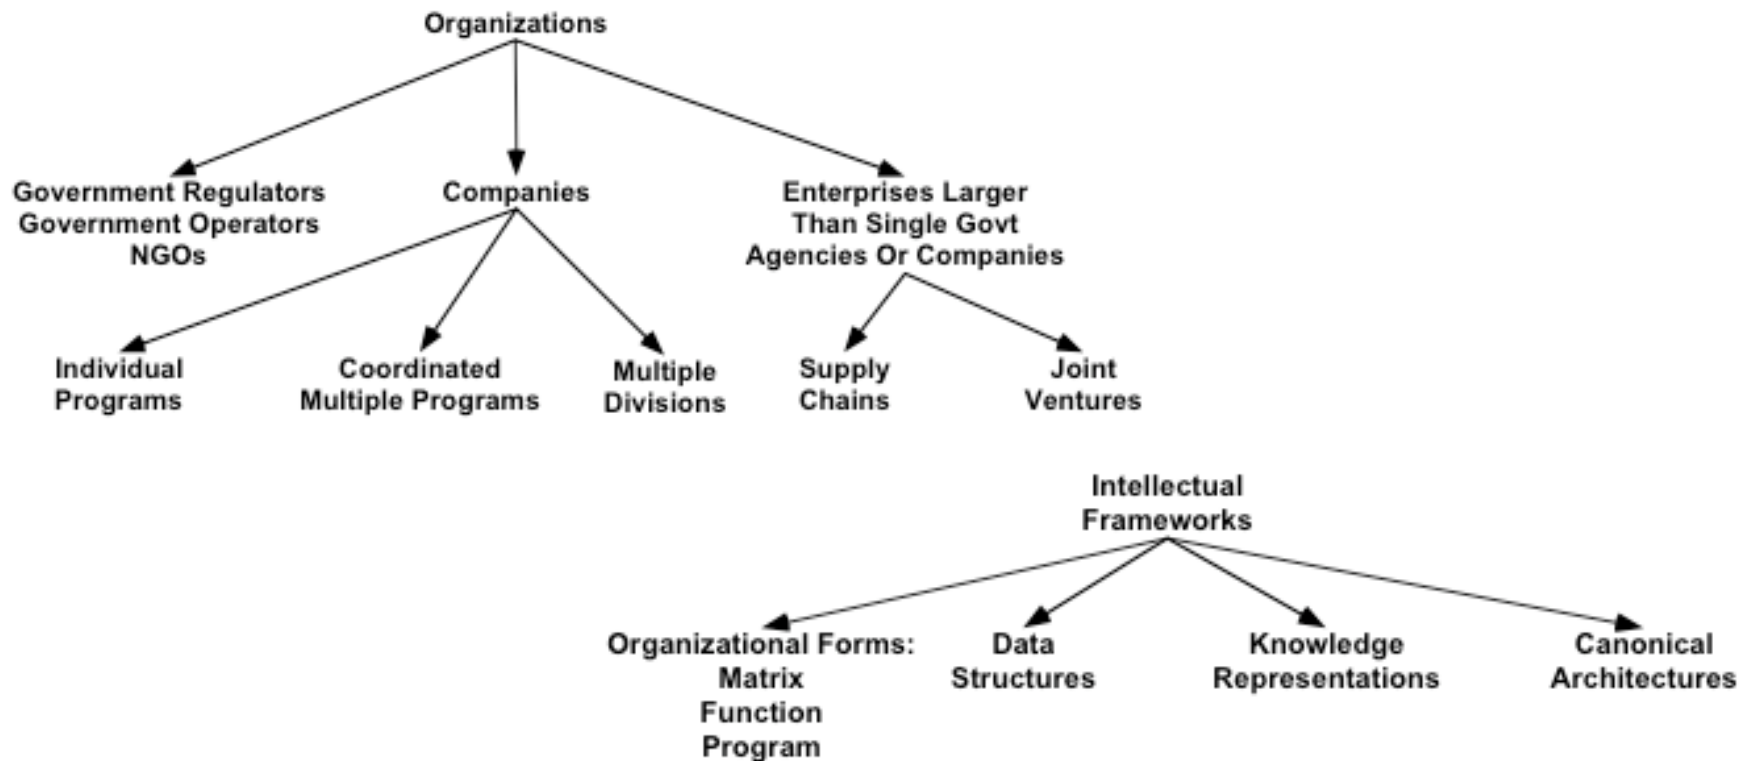 Organizations
Government Regulators
Government Operators
NGOs
Companies
Enterprises Larger
Than Single Govt
Agencies Or Companies
Individual
Programs
Coordinated
Multiple Programs
Multiple
Divisions
Supply
Chains
Joint
Ventures
Intellectual
Frameworks
Organizational Forms:
Matrix
Function
Program
Data
Structures
Knowledge
Representations
Canonical
Architectures